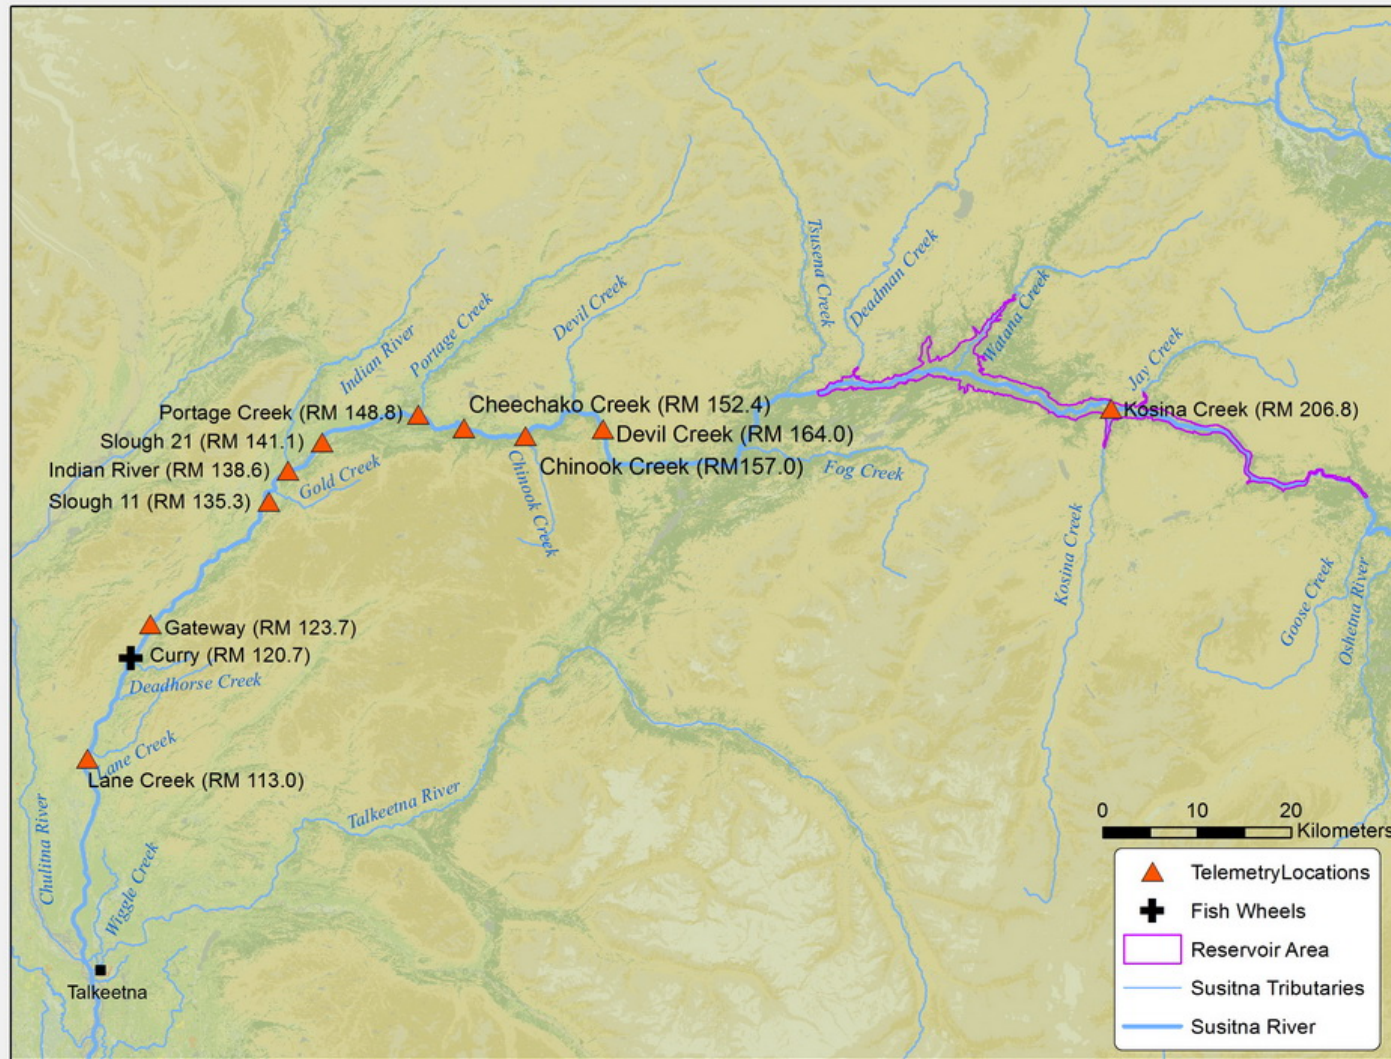 Tsusena Creek
Deadman Creek
Watana Creek
Jay Creek
Devil Creek
Portage Creek
Indian River
Cheechako Creek (RM 152.4)
Kosina Creek (RM 206.8)
Portage Creek (RM 148.8)
Devil Creek (RM 164.0)
Slough 21 (RM 141.1)
Chinook Creek (RM157.0)
Fog Creek
Indian River (RM 138.6)
Gold Creek
Slough 11 (RM 135.3)
Chinook Creek
Kosina Creek
Goose Creek
Oshetna River
Gateway (RM 123.7)
Curry (RM 120.7)
Deadhorse Creek
Lane Creek
Lane Creek (RM 113.0)
Talkeetna River
Chulitna River
Wiggle Creek
Talkeetna
0 10 20
Kilometers
TelemetryLocations
Fish Wheels
Reservoir Area
Susitna Tributaries
Susitna River